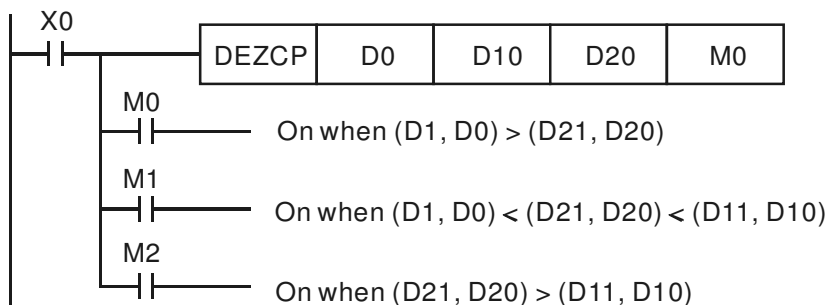 X0
DEZCP D0 D10 D20 M0
M0
On when (D1, D0) > (D21, D20)
M1
On when (D1, D0) < (D21, D20) < (D11, D10)
M2
On when (D21, D20) > (D11, D10)